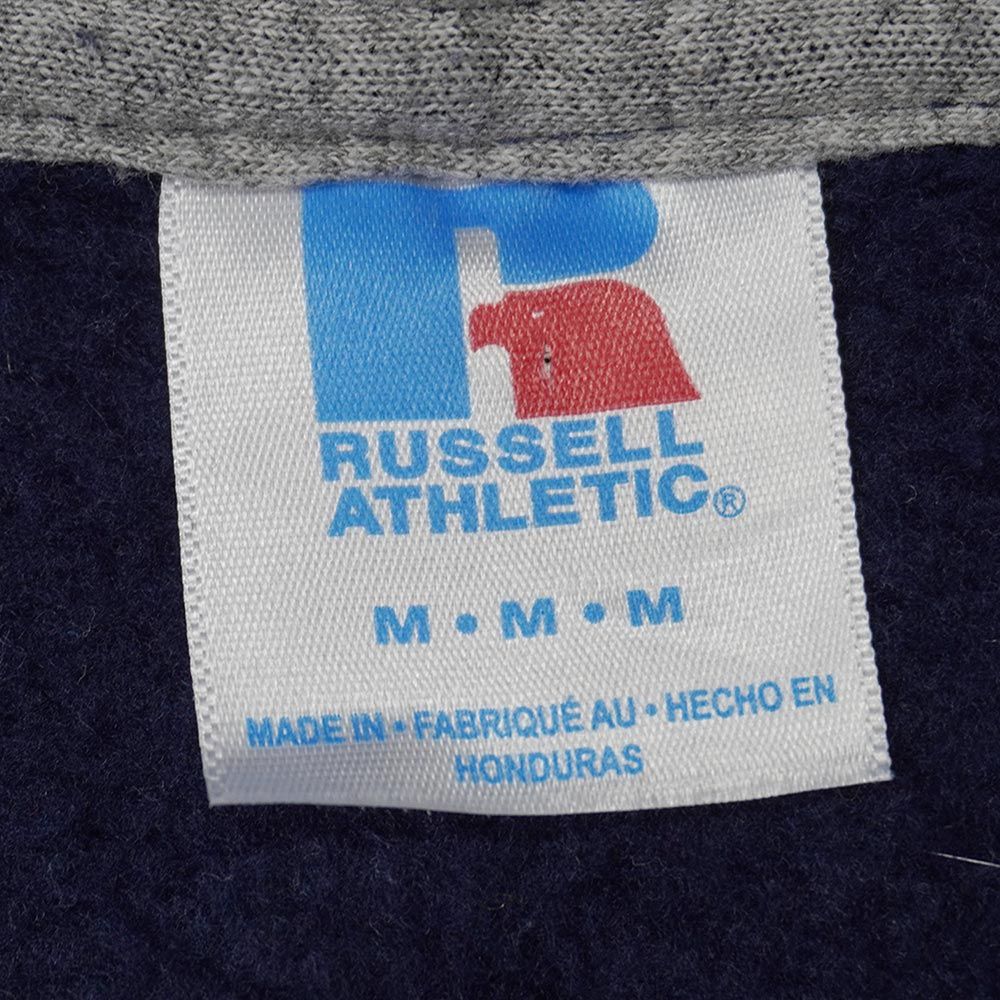 R
RUSSELL
ATHLETIC®
M • M • M
MADE IN • FABRIQUÉ AU • HECHO EN
HONDURAS